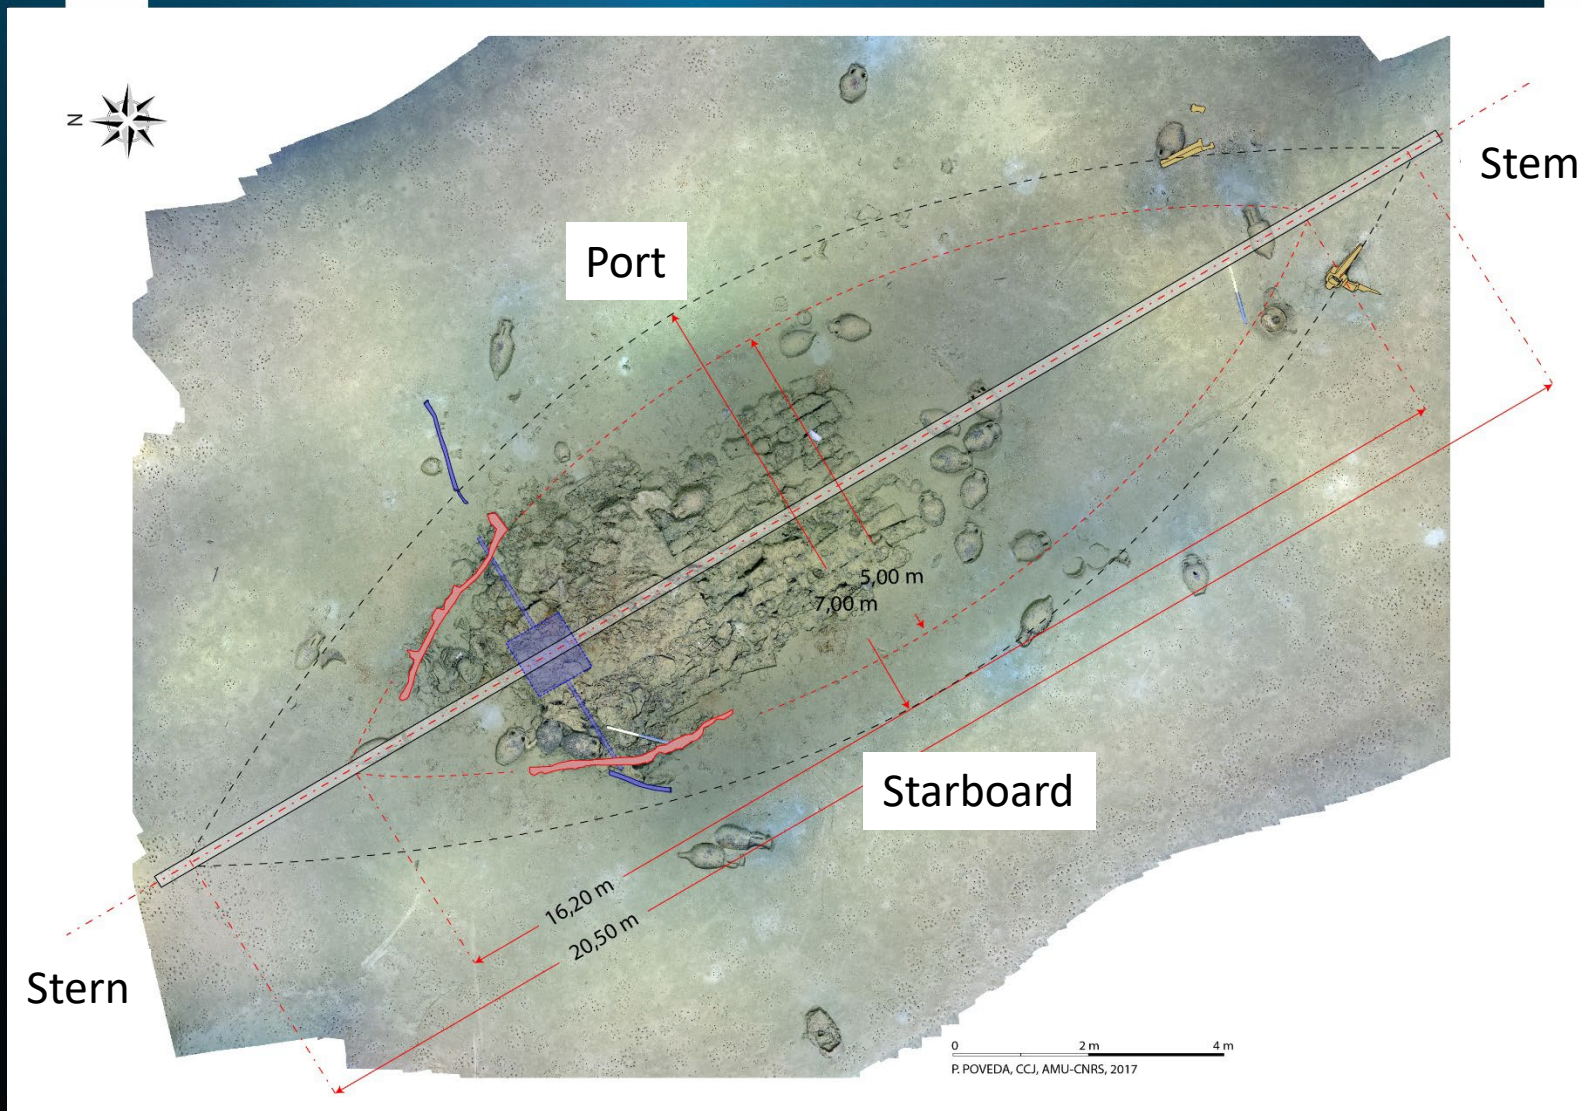 N
Stem
Port
5,00 m
7,00 m
Starboard
16,20 m
20,50 m
Stern
0 2 m 4 m
P. POVEDA, CCJ, AMU-CNRS, 2017